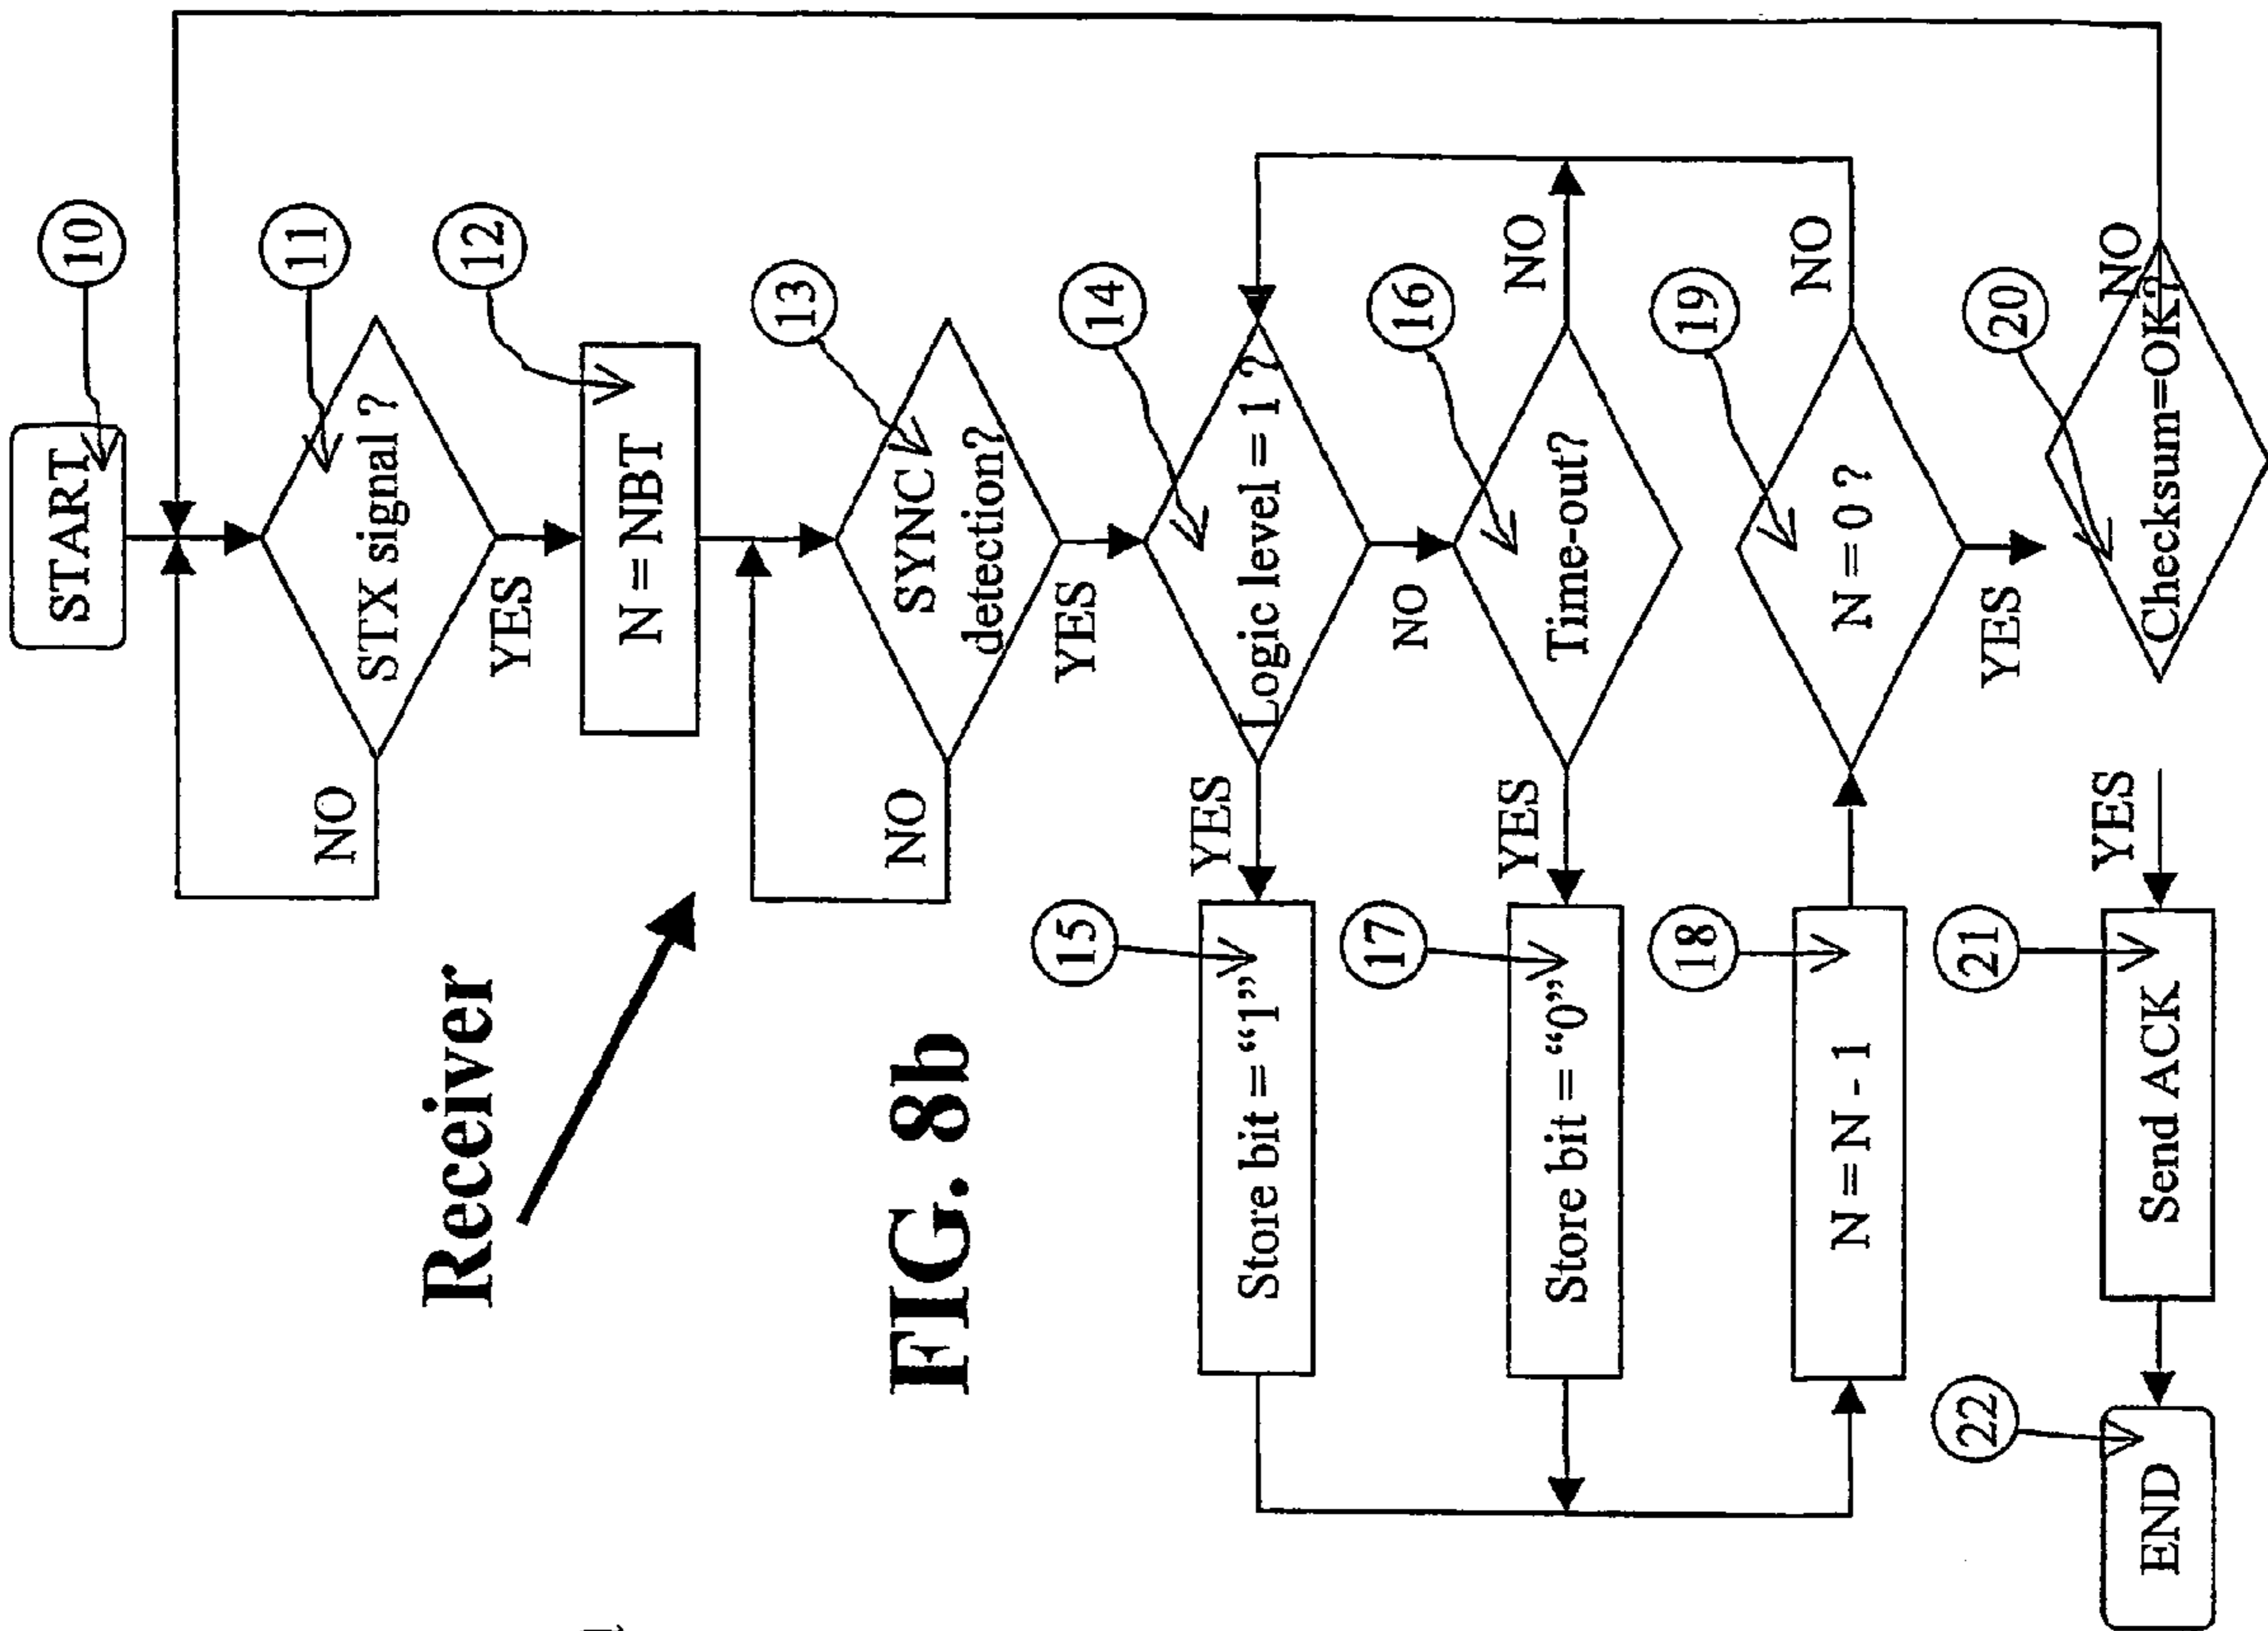 START
10
11
STX signal ?
NO
YES
12
N = NBT
13
SYNC
detection?
NO
YES
14
Logic level = 1 ?
YES
NO
15
Store bit = “1”
16
Time-out?
NO
YES
17
Store bit = “0”
18
N = N - 1
19
N = 0 ?
NO
YES
20
Checksum=OK?
NO
YES
21
Send ACK
22
END
Receiver
FIG. 8b